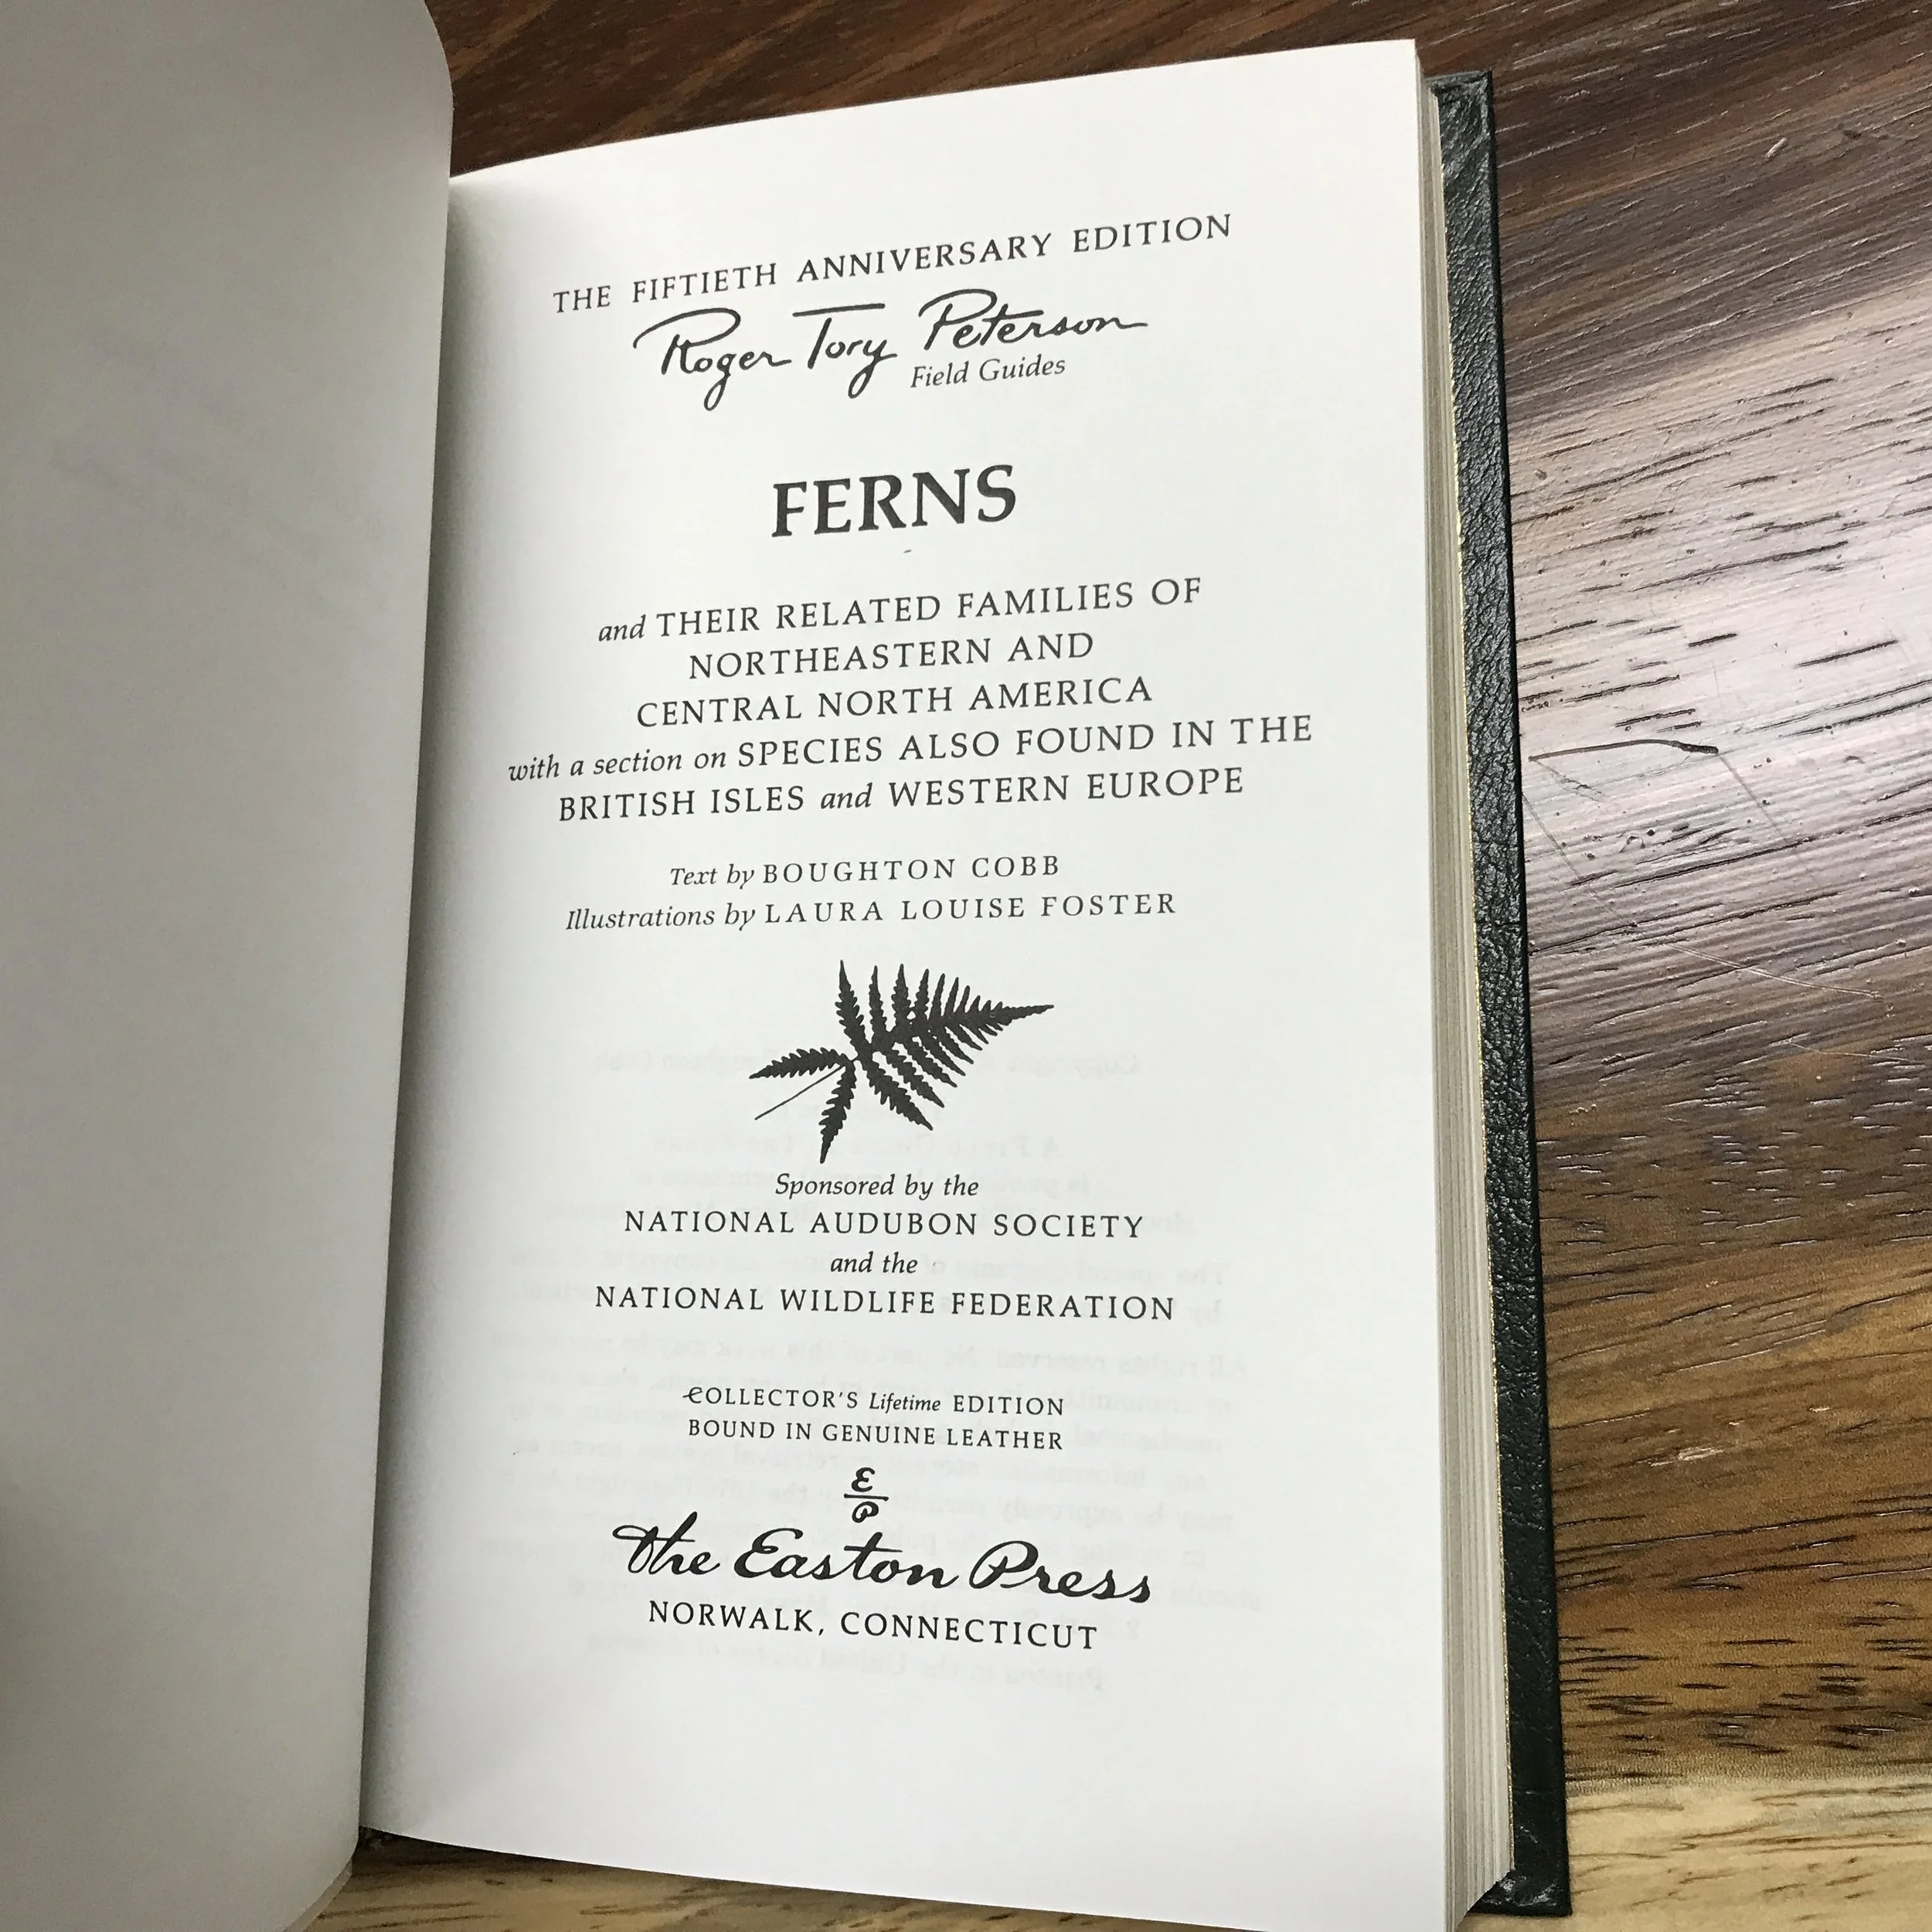 THE FIFTIETH ANNIVERSARY EDITION
Roger Tory Peterson
Field Guides
FERNS
and THEIR RELATED FAMILIES OF
NORTHEASTERN AND
CENTRAL NORTH AMERICA
with a section on SPECIES ALSO FOUND IN THE
BRITISH ISLES and WESTERN EUROPE
Text by BOUGHTON COBB
Illustrations by LAURA LOUISE FOSTER
Sponsored by the
NATIONAL AUDUBON SOCIETY
and the
NATIONAL WILDLIFE FEDERATION
COLLECTOR'S Lifetime EDITION
BOUND IN GENUINE LEATHER
E
P
The Easton Press
NORWALK, CONNECTICUT